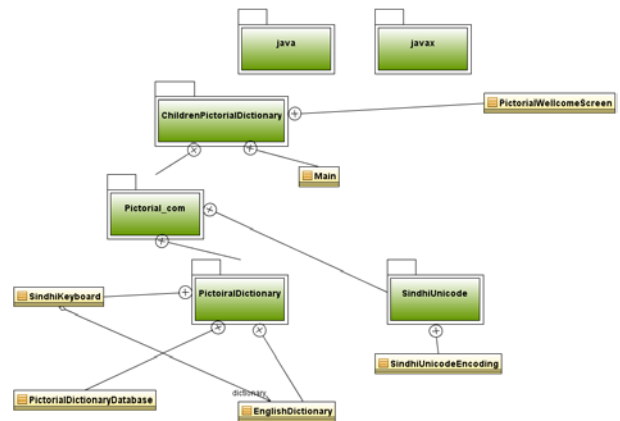 java
javax
ChildrenPictorialDictionary
PictorialWellcomeScreen
Main
Pictorial_com
SindhiKeyboard
PictoiralDictionary
SindhiUnicode
SindhiUnicodeEncoding
PictorialDictionaryDatabase
dictionary
EnglishDictionary